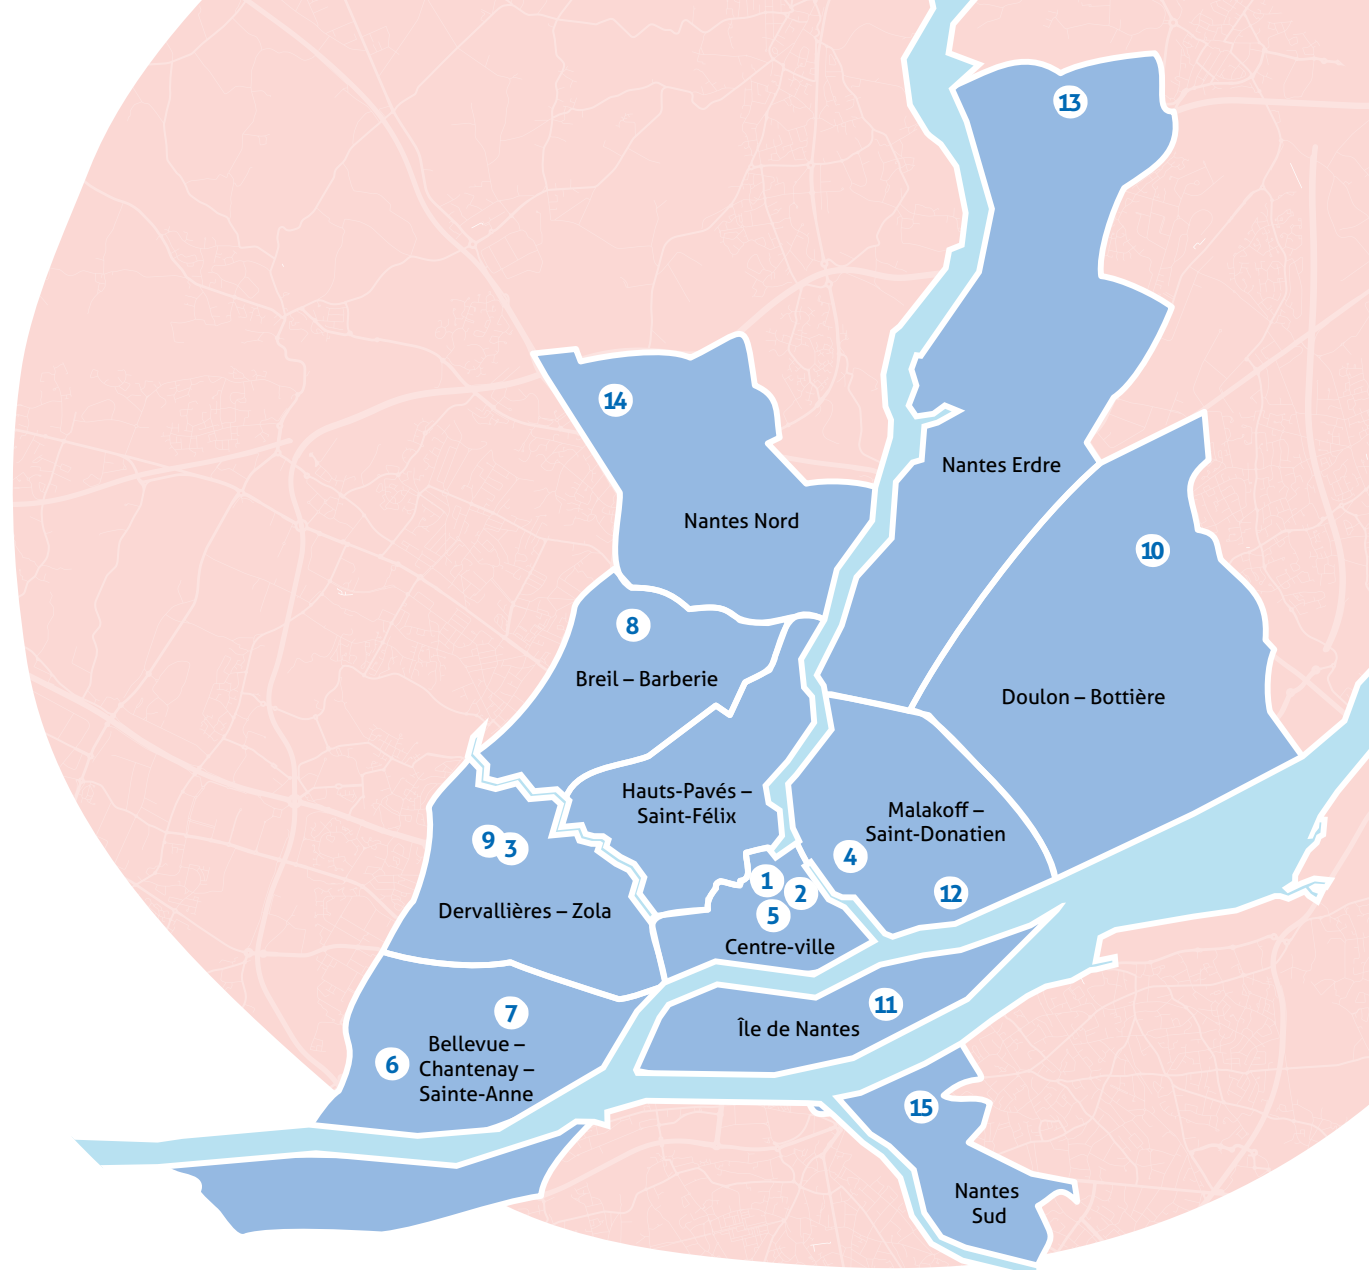 13
14
Nantes Erdre
Nantes Nord
10
8
Breil – Barberie
Doulon – Bottière
Hauts-Pavés –
Saint-Félix
Malakoff –
Saint-Donatien
9
3
4
1
2
12
5
Dervallières – Zola
Centre-ville
11
7
Île de Nantes
Bellevue –
Chantenay –
Sainte-Anne
6
15
Nantes
Sud